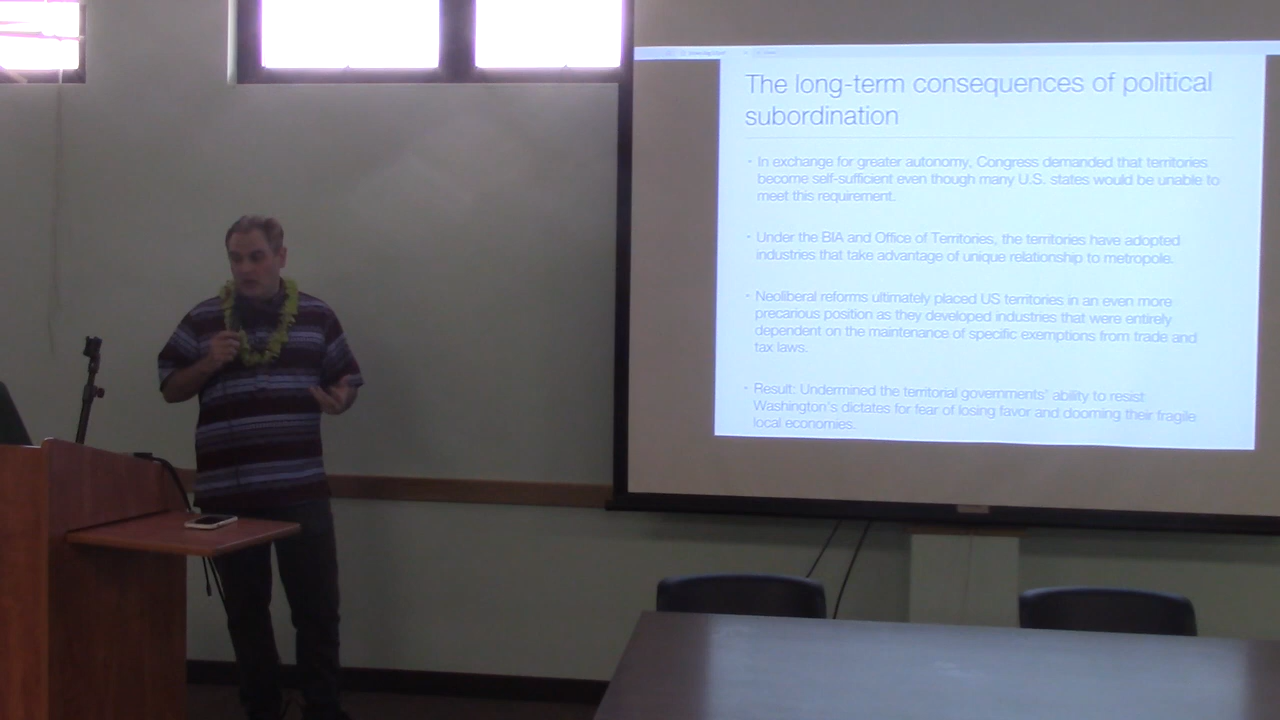 The long-term consequences of political
subordination
• In exchange for greater autonomy, Congress demanded that territories
become self-sufficient even though many U.S. states would be unable to
meet this requirement.
• Under the BIA and Office of Territories, the territories have adopted
industries that take advantage of unique relationship to metropole.
• Neoliberal reforms ultimately placed US territories in an even more
precarious position as they developed industries that were entirely
dependent on the maintenance of specific exemptions from trade and
tax laws.
• Result: Undermined the territorial governments' ability to resist
Washington's dictates for fear of losing favor and dooming their fragile
local economies.